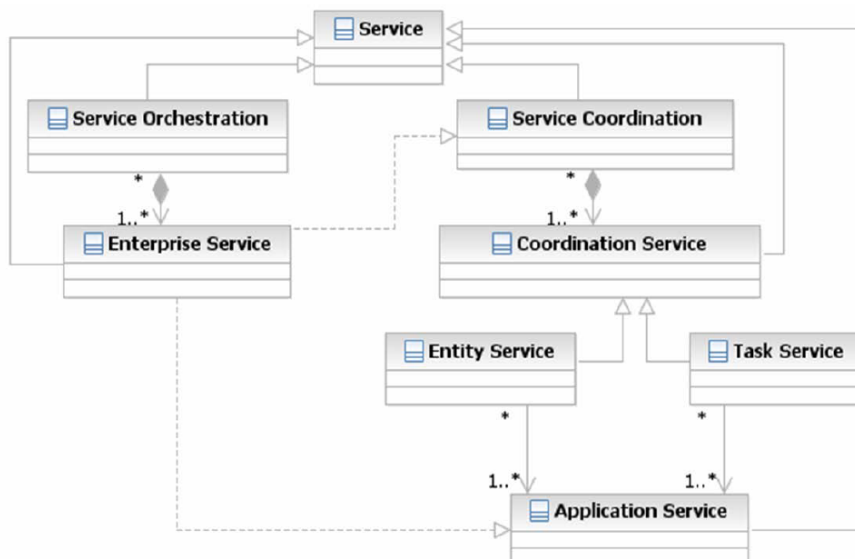 Service
Service Orchestration
Service Coordination
*
1..*
*
1..*
Enterprise Service
Coordination Service
Entity Service
Task Service
*
*
1..*
1..*
Application Service